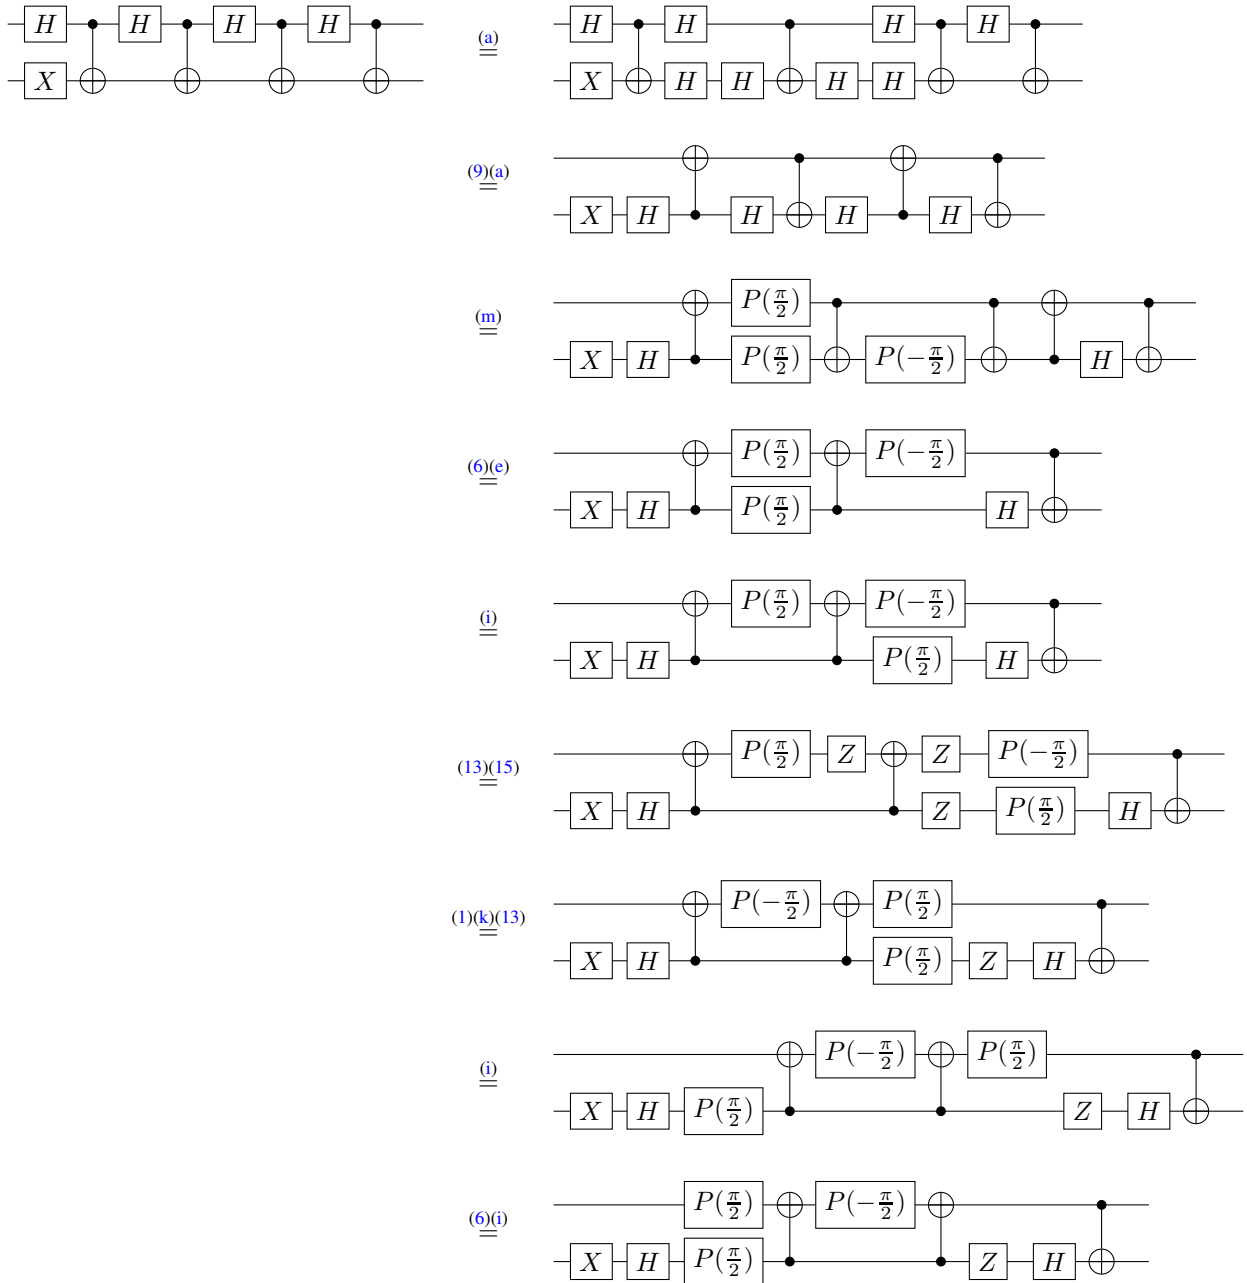 H H H H
X
(a)
=
H H H H
X H H H H
(9)(a)
=
X H H H H
(m)
=
P(π/2)
X H P(π/2) P(−π/2) H
(6)(e)
=
P(π/2) P(−π/2)
X H P(π/2) H
(i)
=
P(π/2) P(−π/2)
X H P(π/2) H
(13)(15)
=
P(π/2) Z Z P(−π/2)
X H Z P(π/2) H
(1)(k)(13)
=
P(−π/2) P(π/2)
X H P(π/2) Z H
(i)
=
P(−π/2) P(π/2)
X H P(π/2) Z H
(6)(i)
=
P(π/2) P(−π/2)
X H P(π/2) Z H